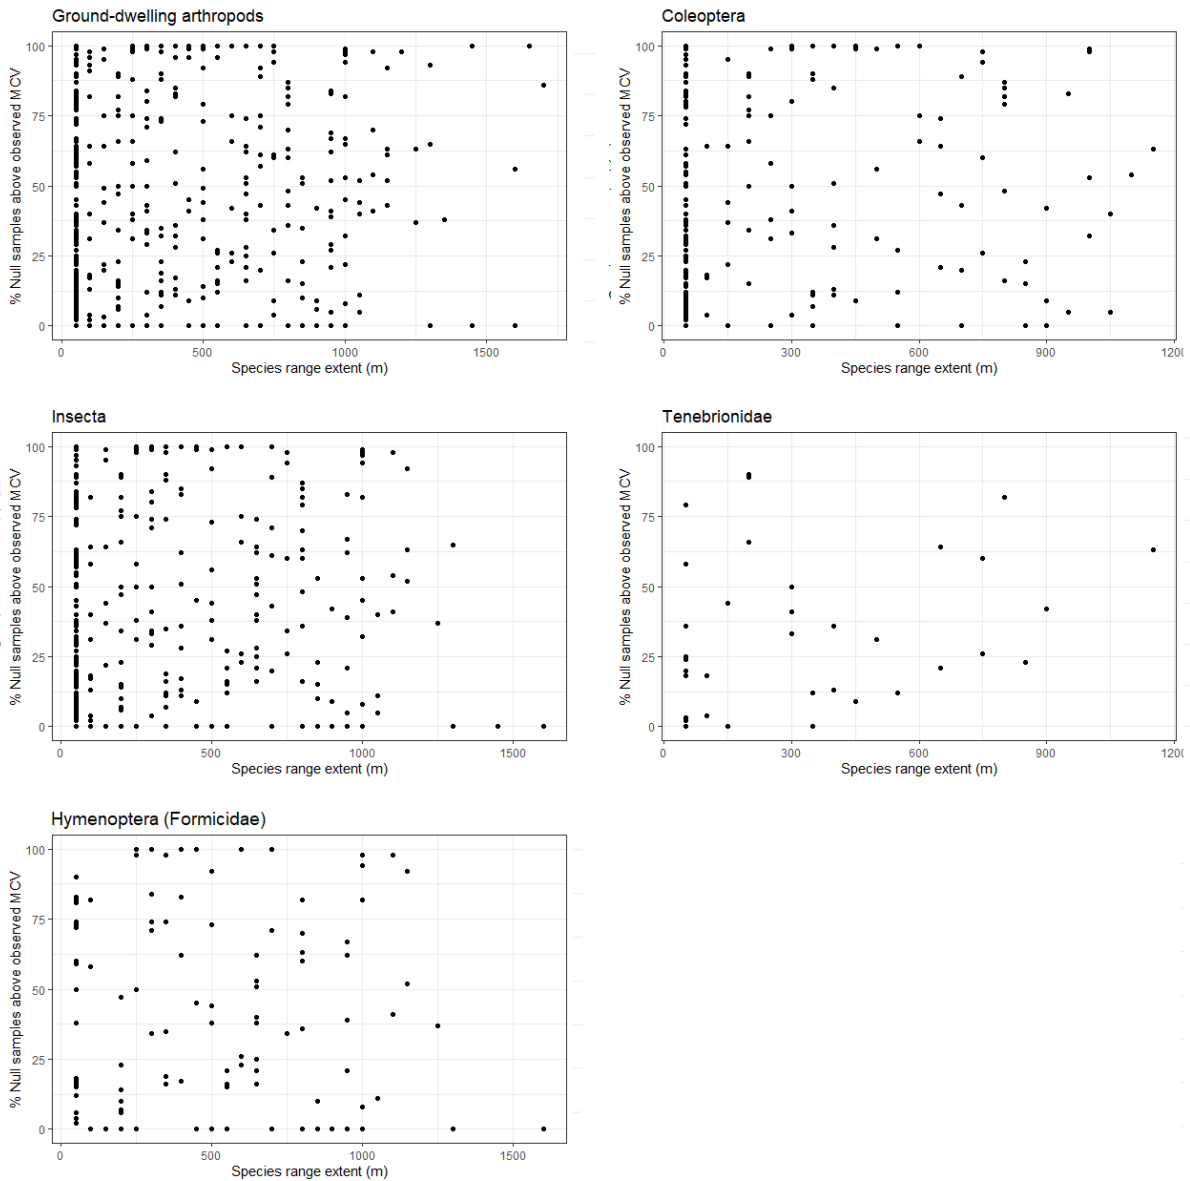 Ground-dwelling arthropods
% Null samples above observed MCV
100
75
50
25
0
0 500 1000 1500
Species range extent (m)
Coleoptera
% Null samples above observed MCV
100
75
50
25
0
0 300 600 900 1200
Species range extent (m)
Insecta
% Null samples above observed MCV
100
75
50
25
0
0 500 1000 1500
Species range extent (m)
Tenebrionidae
% Null samples above observed MCV
100
75
50
25
0
0 300 600 900 1200
Species range extent (m)
Hymenoptera (Formicidae)
% Null samples above observed MCV
100
75
50
25
0
0 500 1000 1500
Species range extent (m)